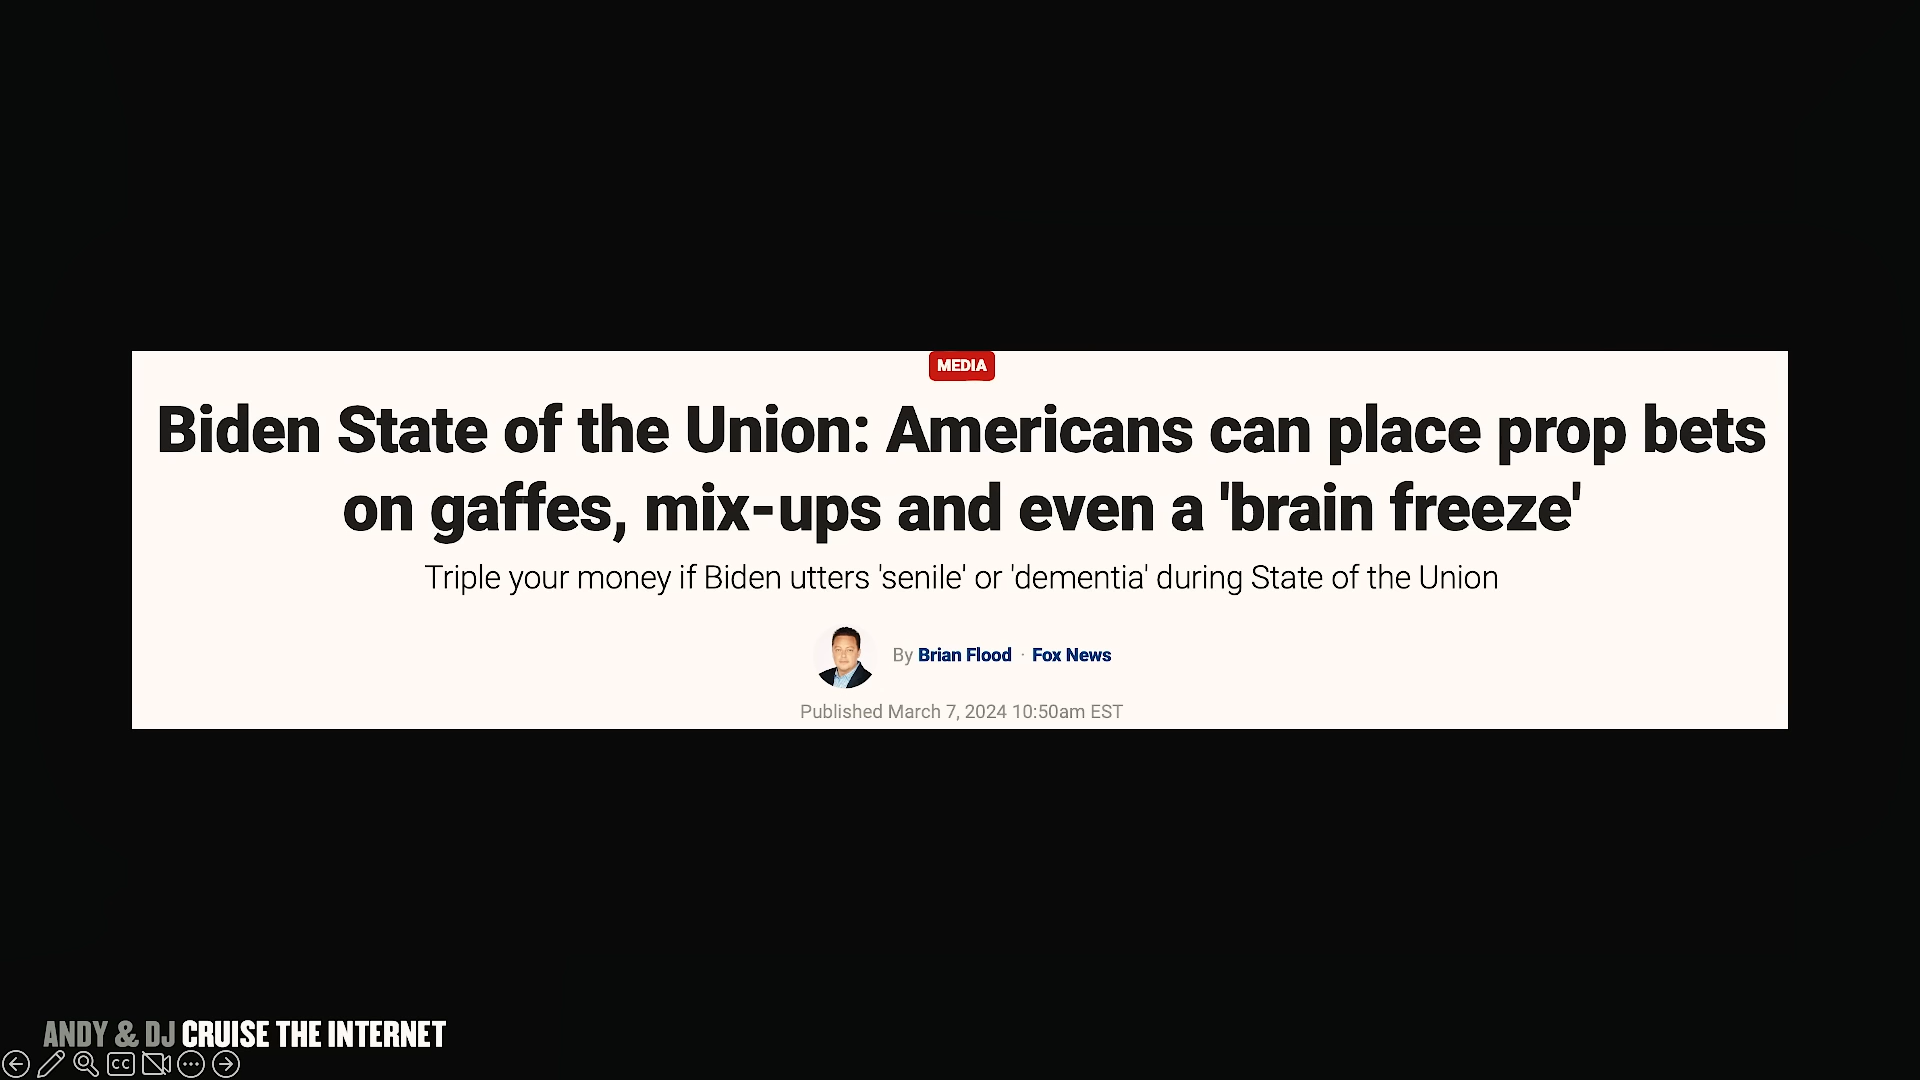 MEDIA
Biden State of the Union: Americans can place prop bets
on gaffes, mix-ups and even a 'brain freeze'
Triple your money if Biden utters 'senile' or 'dementia' during State of the Union
By Brian Flood · Fox News
Published March 7, 2024 10:50am EST
ANDY & DJ CRUISE THE INTERNET
CC